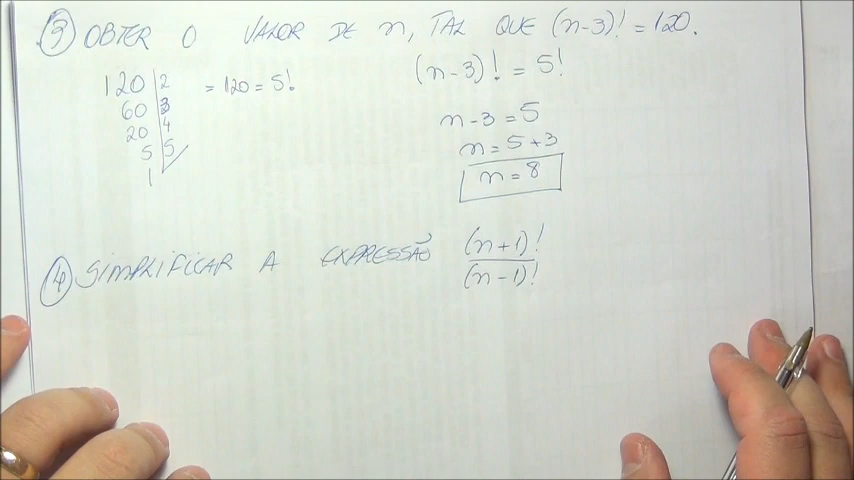 3 OBTER O VALOR DE n, TAL QUE (n-3)! = 120.
120 | 2 = 120 = 5!
60 | 3
20 | 4
5 | 5
1
(n-3)! = 5!
n-3 = 5
n = 5+3
n = 8
4 SIMPLIFICAR A EXPRESSÃO (n+1)!
(n-1)!